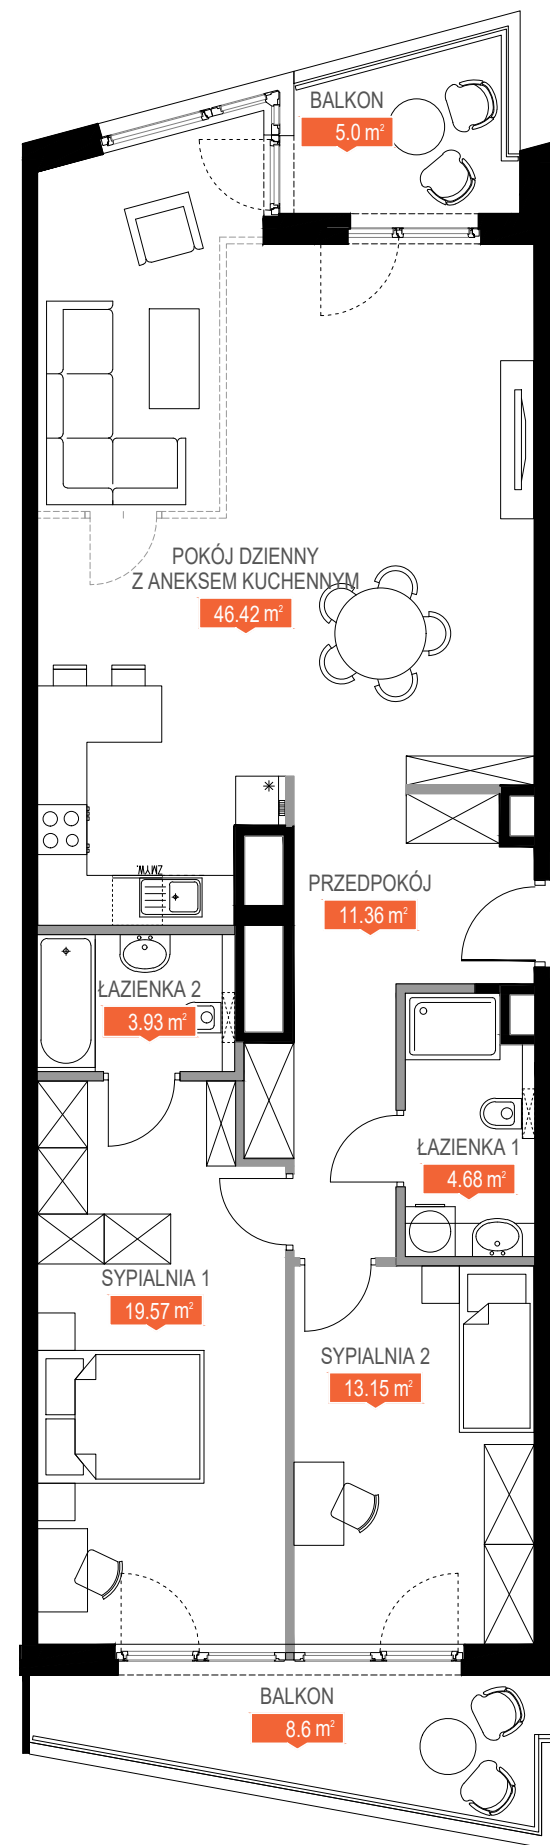 BALKON
5.0 m²
POKÓJ DZIENNY
Z ANEKSEM KUCHENNYM
46.42 m²
ZMYW.
PRZEDPOKÓJ
11.36 m²
ŁAZIENKA 2
3.93 m²
ŁAZIENKA 1
4.68 m²
SYPIALNIA 1
19.57 m²
SYPIALNIA 2
13.15 m²
BALKON
8.6 m²